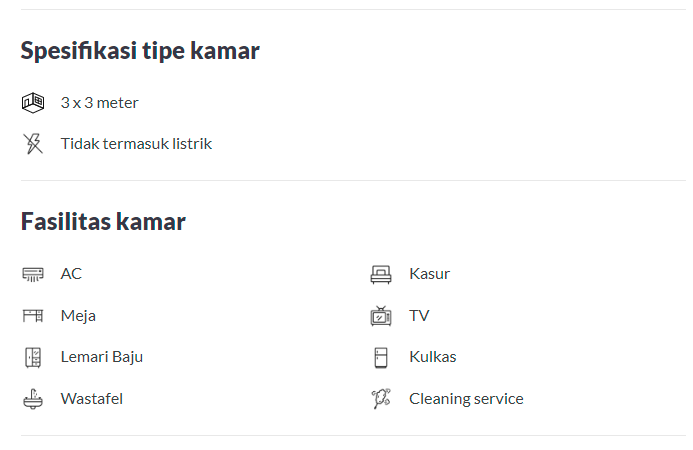 Spesifikasi tipe kamar
3 x 3 meter
Tidak termasuk listrik
Fasilitas kamar
AC
Kasur
Meja
TV
Lemari Baju
Kulkas
Wastafel
Cleaning service